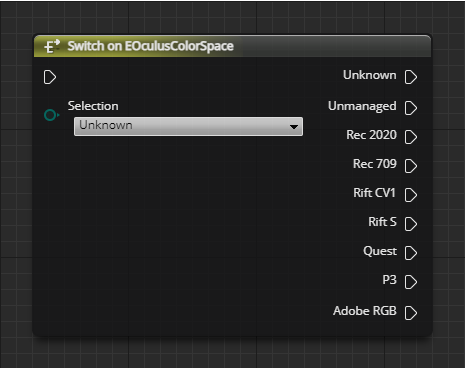 Switch on EOculusColorSpace
Unknown
Selection
Unknown
Unmanaged
Rec 2020
Rec 709
Rift CV1
Rift S
Quest
P3
Adobe RGB